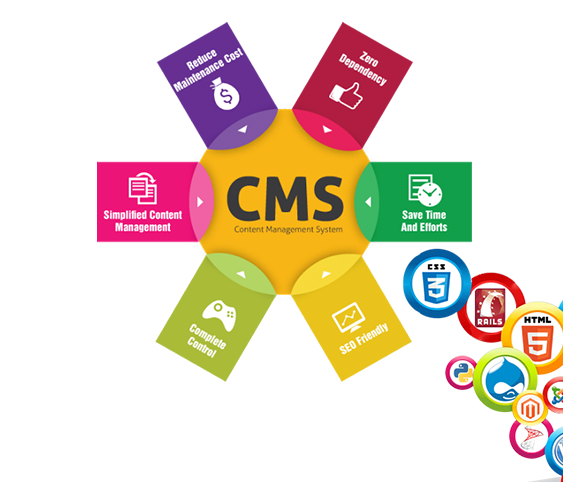 Reduce
Maintenance Cost
Zero
Dependency
Simplified Content
Management
CMS
Content Management System
Save Time
And Efforts
Complete
Control
SEO Friendly
CSS
3
RAILS
HTML
5